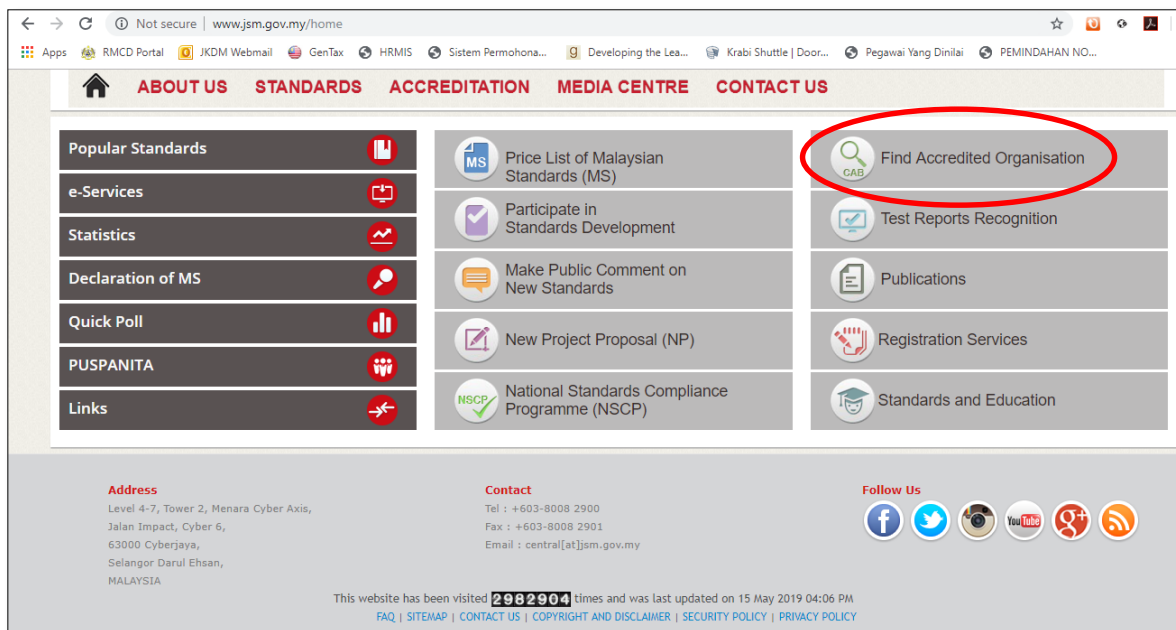 Not secure | www.jsm.gov.my/home
Apps RMCD Portal JKDM Webmail GenTax HRMIS Sistem Permohona... Developing the Lea... Krabi Shuttle | Door... Pegawai Yang Dinilai PEMINDAHAN NO...
ABOUT US STANDARDS ACCREDITATION MEDIA CENTRE CONTACT US
Popular Standards
e-Services
Statistics
Declaration of MS
Quick Poll
PUSPANITA
Links
MS
Price List of Malaysian
Standards (MS)
Participate in
Standards Development
Make Public Comment on
New Standards
New Project Proposal (NP)
NSCP
National Standards Compliance
Programme (NSCP)
CAB
Find Accredited Organisation
Test Reports Recognition
Publications
Registration Services
Standards and Education
Address
Level 4-7, Tower 2, Menara Cyber Axis,
Jalan Impact, Cyber 6,
63000 Cyberjaya,
Selangor Darul Ehsan,
MALAYSIA
Contact
Tel : +603-8008 2900
Fax : +603-8008 2901
Email : central[at]jsm.gov.my
Follow Us
You Tube
This website has been visited 2982904 times and was last updated on 15 May 2019 04:06 PM
FAQ | SITEMAP | CONTACT US | COPYRIGHT AND DISCLAIMER | SECURITY POLICY | PRIVACY POLICY